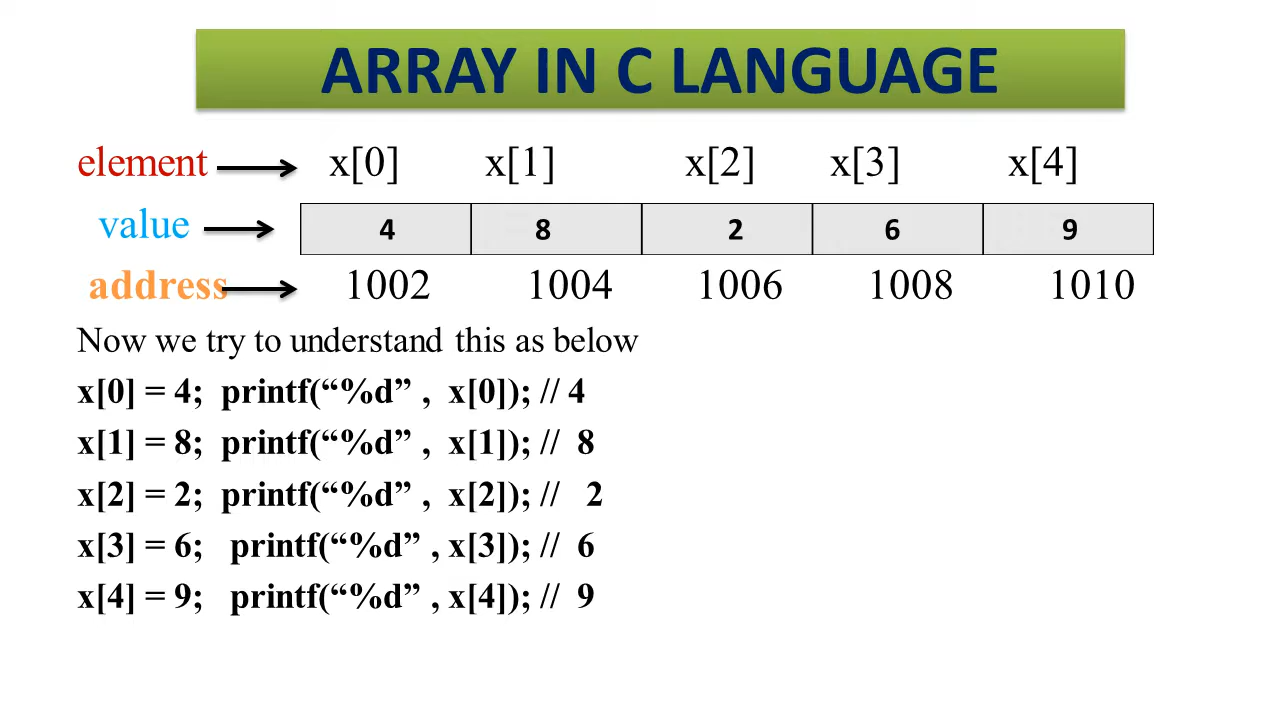 ARRAY IN C LANGUAGE
element x[0] x[1] x[2] x[3] x[4]
value 4 8 2 6 9
address 1002 1004 1006 1008 1010
Now we try to understand this as below
x[0] = 4; printf(“%d” , x[0]); // 4
x[1] = 8; printf(“%d” , x[1]); // 8
x[2] = 2; printf(“%d” , x[2]); // 2
x[3] = 6; printf(“%d” , x[3]); // 6
x[4] = 9; printf(“%d” , x[4]); // 9